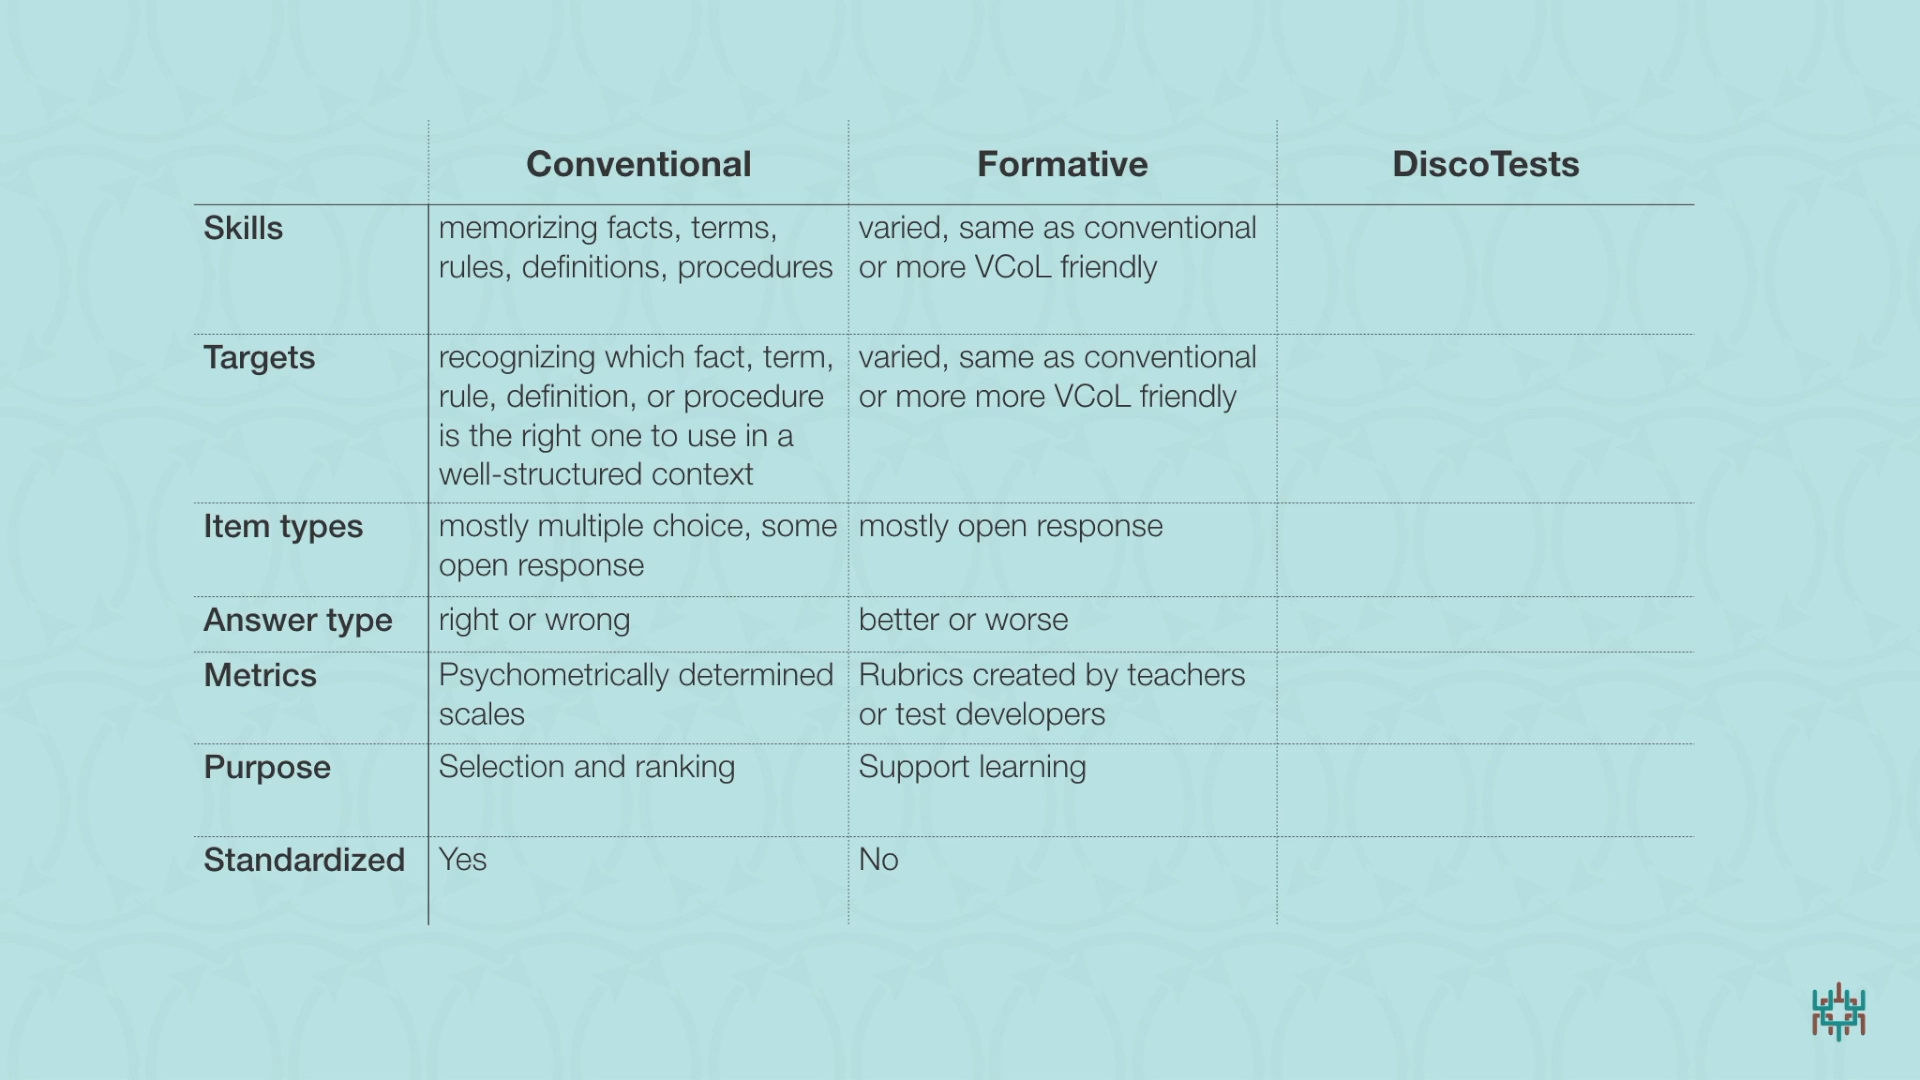 Conventional
Formative
DiscoTests
Skills
memorizing facts, terms,
rules, definitions, procedures
varied, same as conventional
or more VCoL friendly
Targets
recognizing which fact, term,
rule, definition, or procedure
is the right one to use in a
well-structured context
varied, same as conventional
or more more VCoL friendly
Item types
mostly multiple choice, some
open response
mostly open response
Answer type
right or wrong
better or worse
Metrics
Psychometrically determined
scales
Rubrics created by teachers
or test developers
Purpose
Selection and ranking
Support learning
Standardized
Yes
No